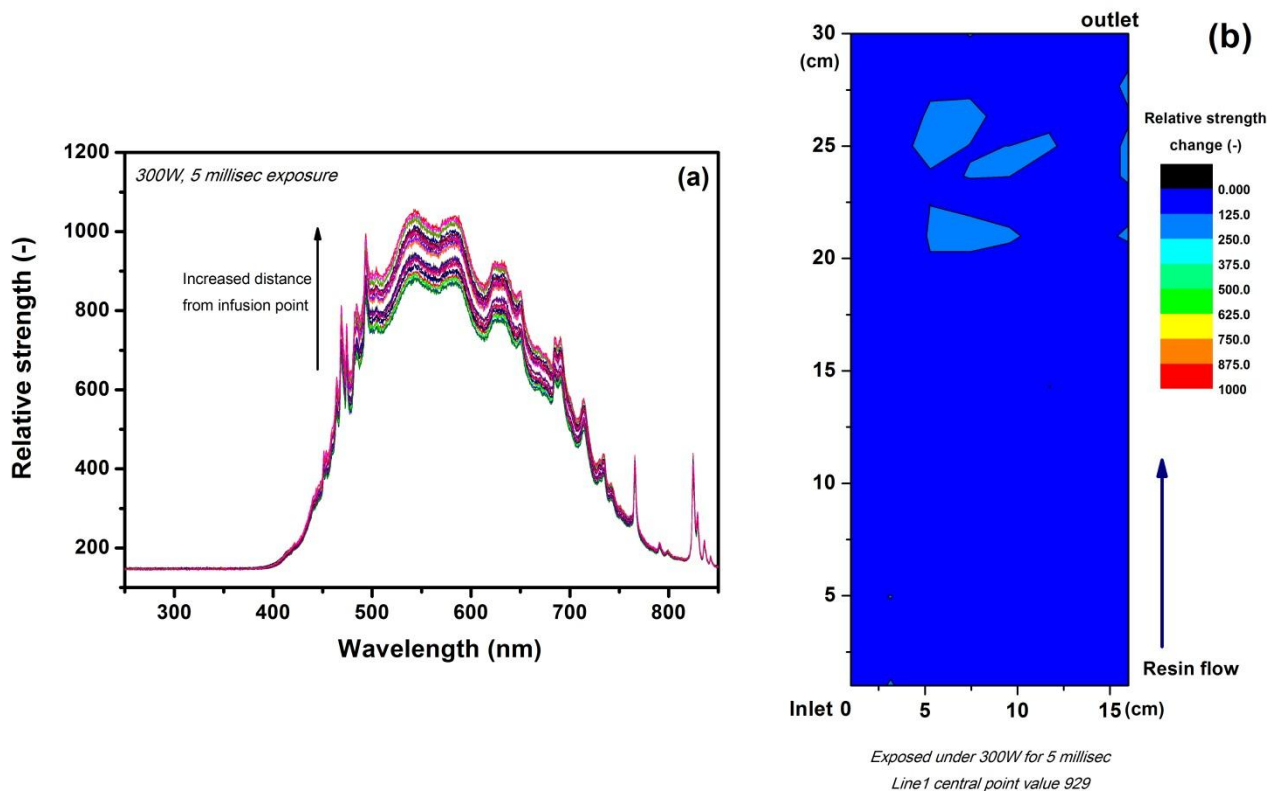 300W, 5 millisec exposure
(a)
Increased distance
from infusion point
Relative strength (-)
1200
1000
800
600
400
200
300
400
500
600
700
800
Wavelength (nm)
outlet
(b)
30
(cm)
25
20
15
10
5
Inlet 0
5
10
15
(cm)
Relative strength
change (-)
0.000
125.0
250.0
375.0
500.0
625.0
750.0
875.0
1000
Resin flow
Exposed under 300W for 5 millisec
Line1 central point value 929